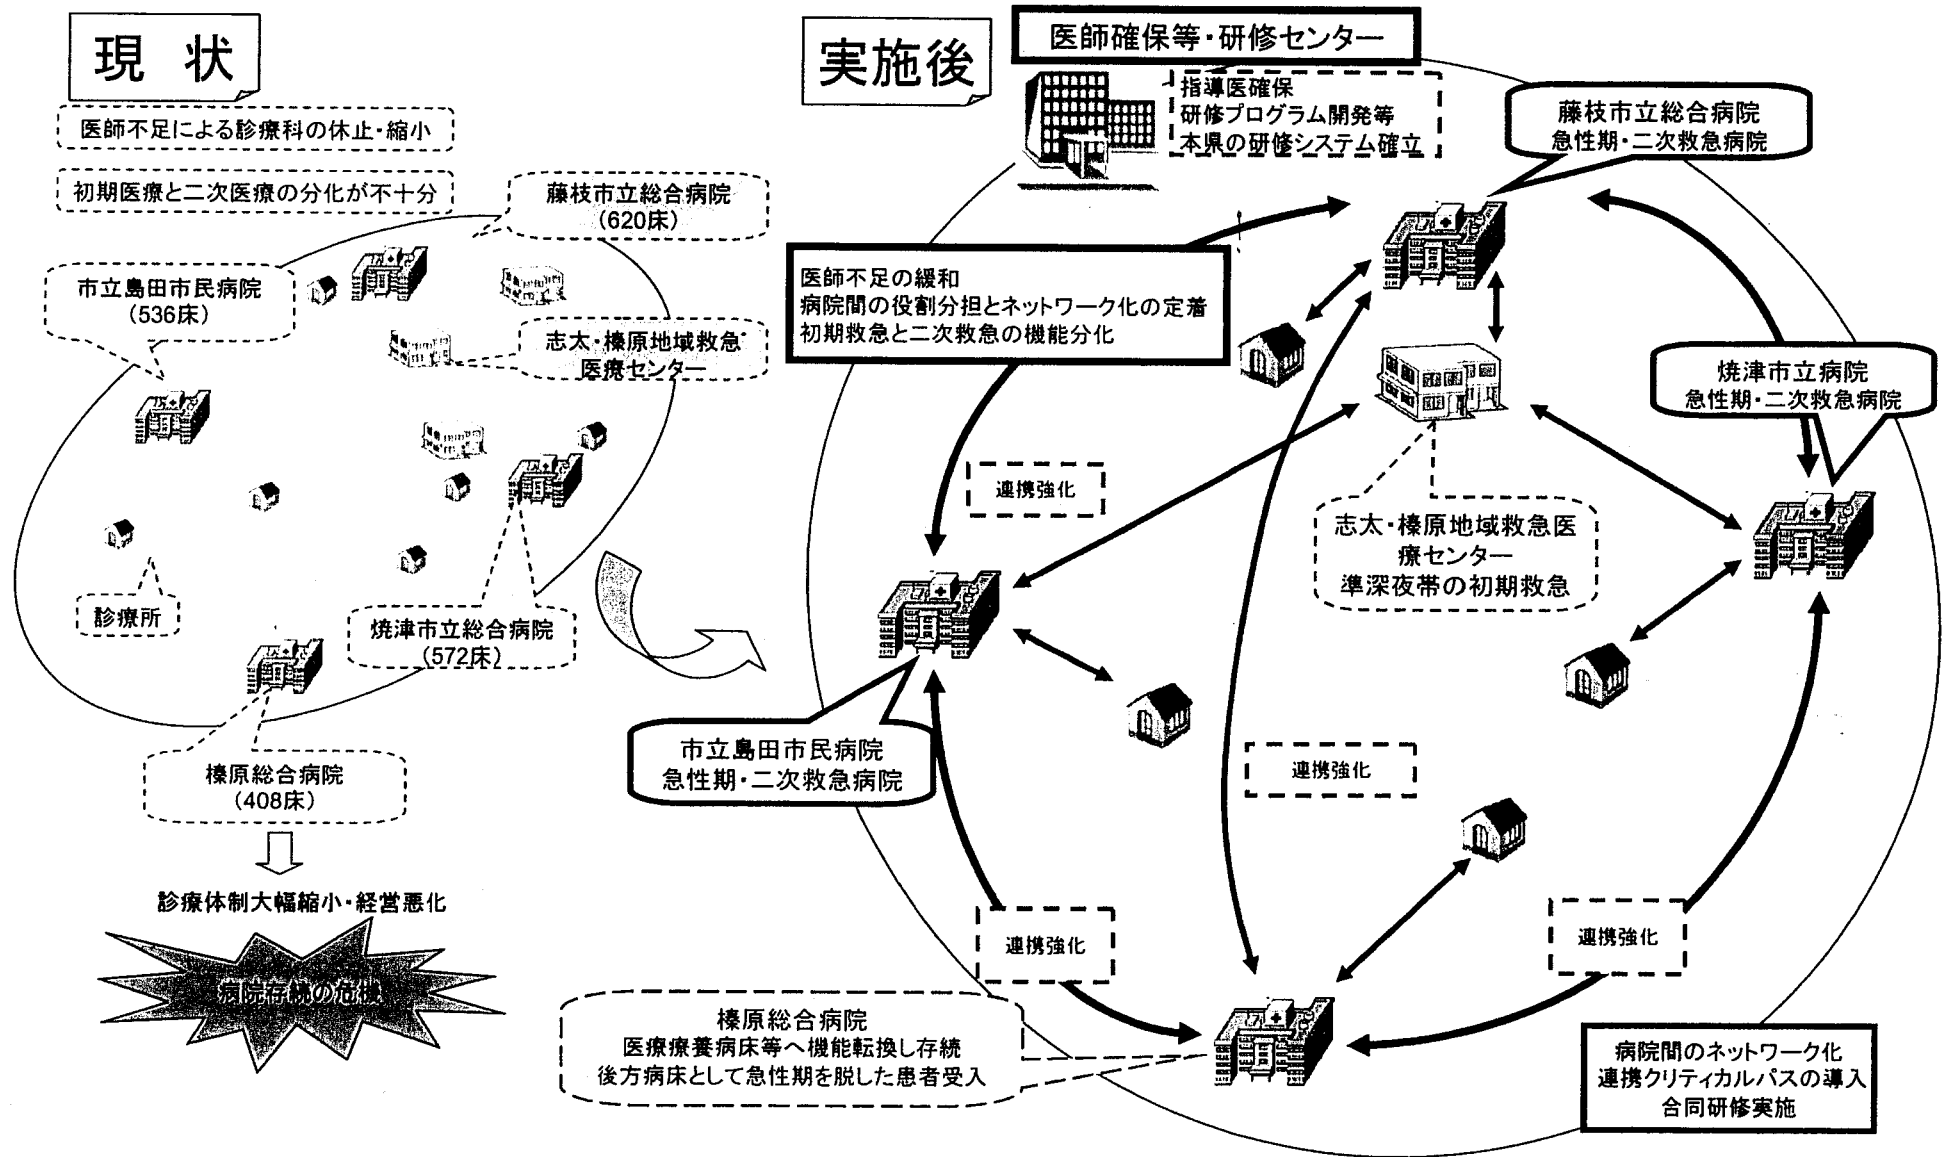 現 状
医師不足による診療科の休止・縮小
初期医療と二次医療の分化が不十分
藤枝市立総合病院
(620床)
市立島田市民病院
(536床)
志太・榛原地域救急
医療センター
診療所
焼津市立総合病院
(572床)
榛原総合病院
(408床)
診療体制大幅縮小・経営悪化
病院存続の危機
実施後
医師確保等・研修センター
指導医確保
研修プログラム開発等
本県の研修システム確立
藤枝市立総合病院
急性期・二次救急病院
医師不足の緩和
病院間の役割分担とネットワーク化の定着
初期救急と二次救急の機能分化
焼津市立病院
急性期・二次救急病院
連携強化
志太・榛原地域救急医
療センター
準深夜帯の初期救急
市立島田市民病院
急性期・二次救急病院
連携強化
連携強化
連携強化
榛原総合病院
医療療養病床等へ機能転換し存続
後方病床として急性期を脱した患者受入
病院間のネットワーク化
連携クリティカルパスの導入
合同研修実施